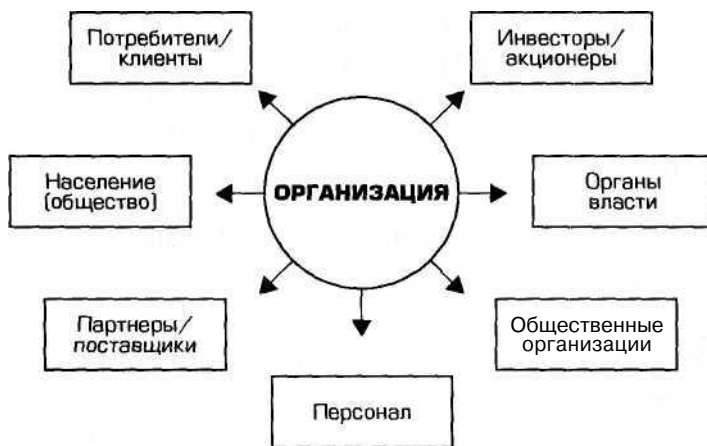 Потребители/
клиенты
Инвесторы/
акционеры
Население
(общество)
ОРГАНИЗАЦИЯ
Органы
власти
Партнеры/
поставщики
Общественные
организации
Персонал